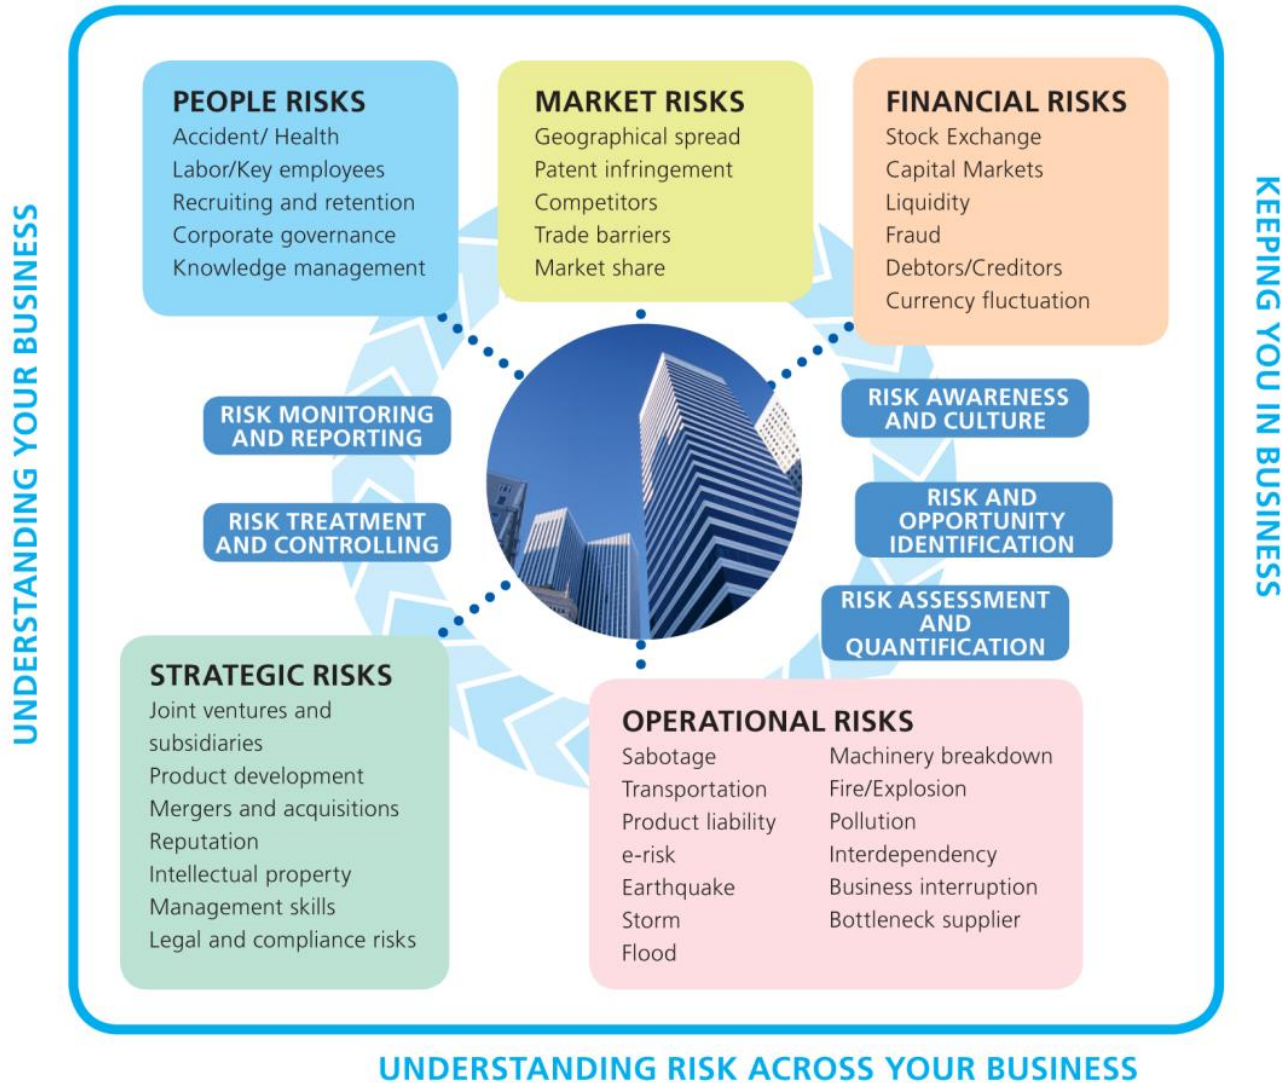 PEOPLE RISKS
Accident/ Health
Labor/Key employees
Recruiting and retention
Corporate governance
Knowledge management
MARKET RISKS
Geographical spread
Patent infringement
Competitors
Trade barriers
Market share
FINANCIAL RISKS
Stock Exchange
Capital Markets
Liquidity
Fraud
Debtors/Creditors
Currency fluctuation
UNDERSTANDING YOUR BUSINESS
KEEPING YOU IN BUSINESS
RISK MONITORING
AND REPORTING
RISK TREATMENT
AND CONTROLLING
RISK AWARENESS
AND CULTURE
RISK AND
OPPORTUNITY
IDENTIFICATION
RISK ASSESSMENT
AND
QUANTIFICATION
STRATEGIC RISKS
Joint ventures and
subsidiaries
Product development
Mergers and acquisitions
Reputation
Intellectual property
Management skills
Legal and compliance risks
OPERATIONAL RISKS
Sabotage
Transportation
Product liability
e-risk
Earthquake
Storm
Flood
Machinery breakdown
Fire/Explosion
Pollution
Interdependency
Business interruption
Bottleneck supplier
UNDERSTANDING RISK ACROSS YOUR BUSINESS